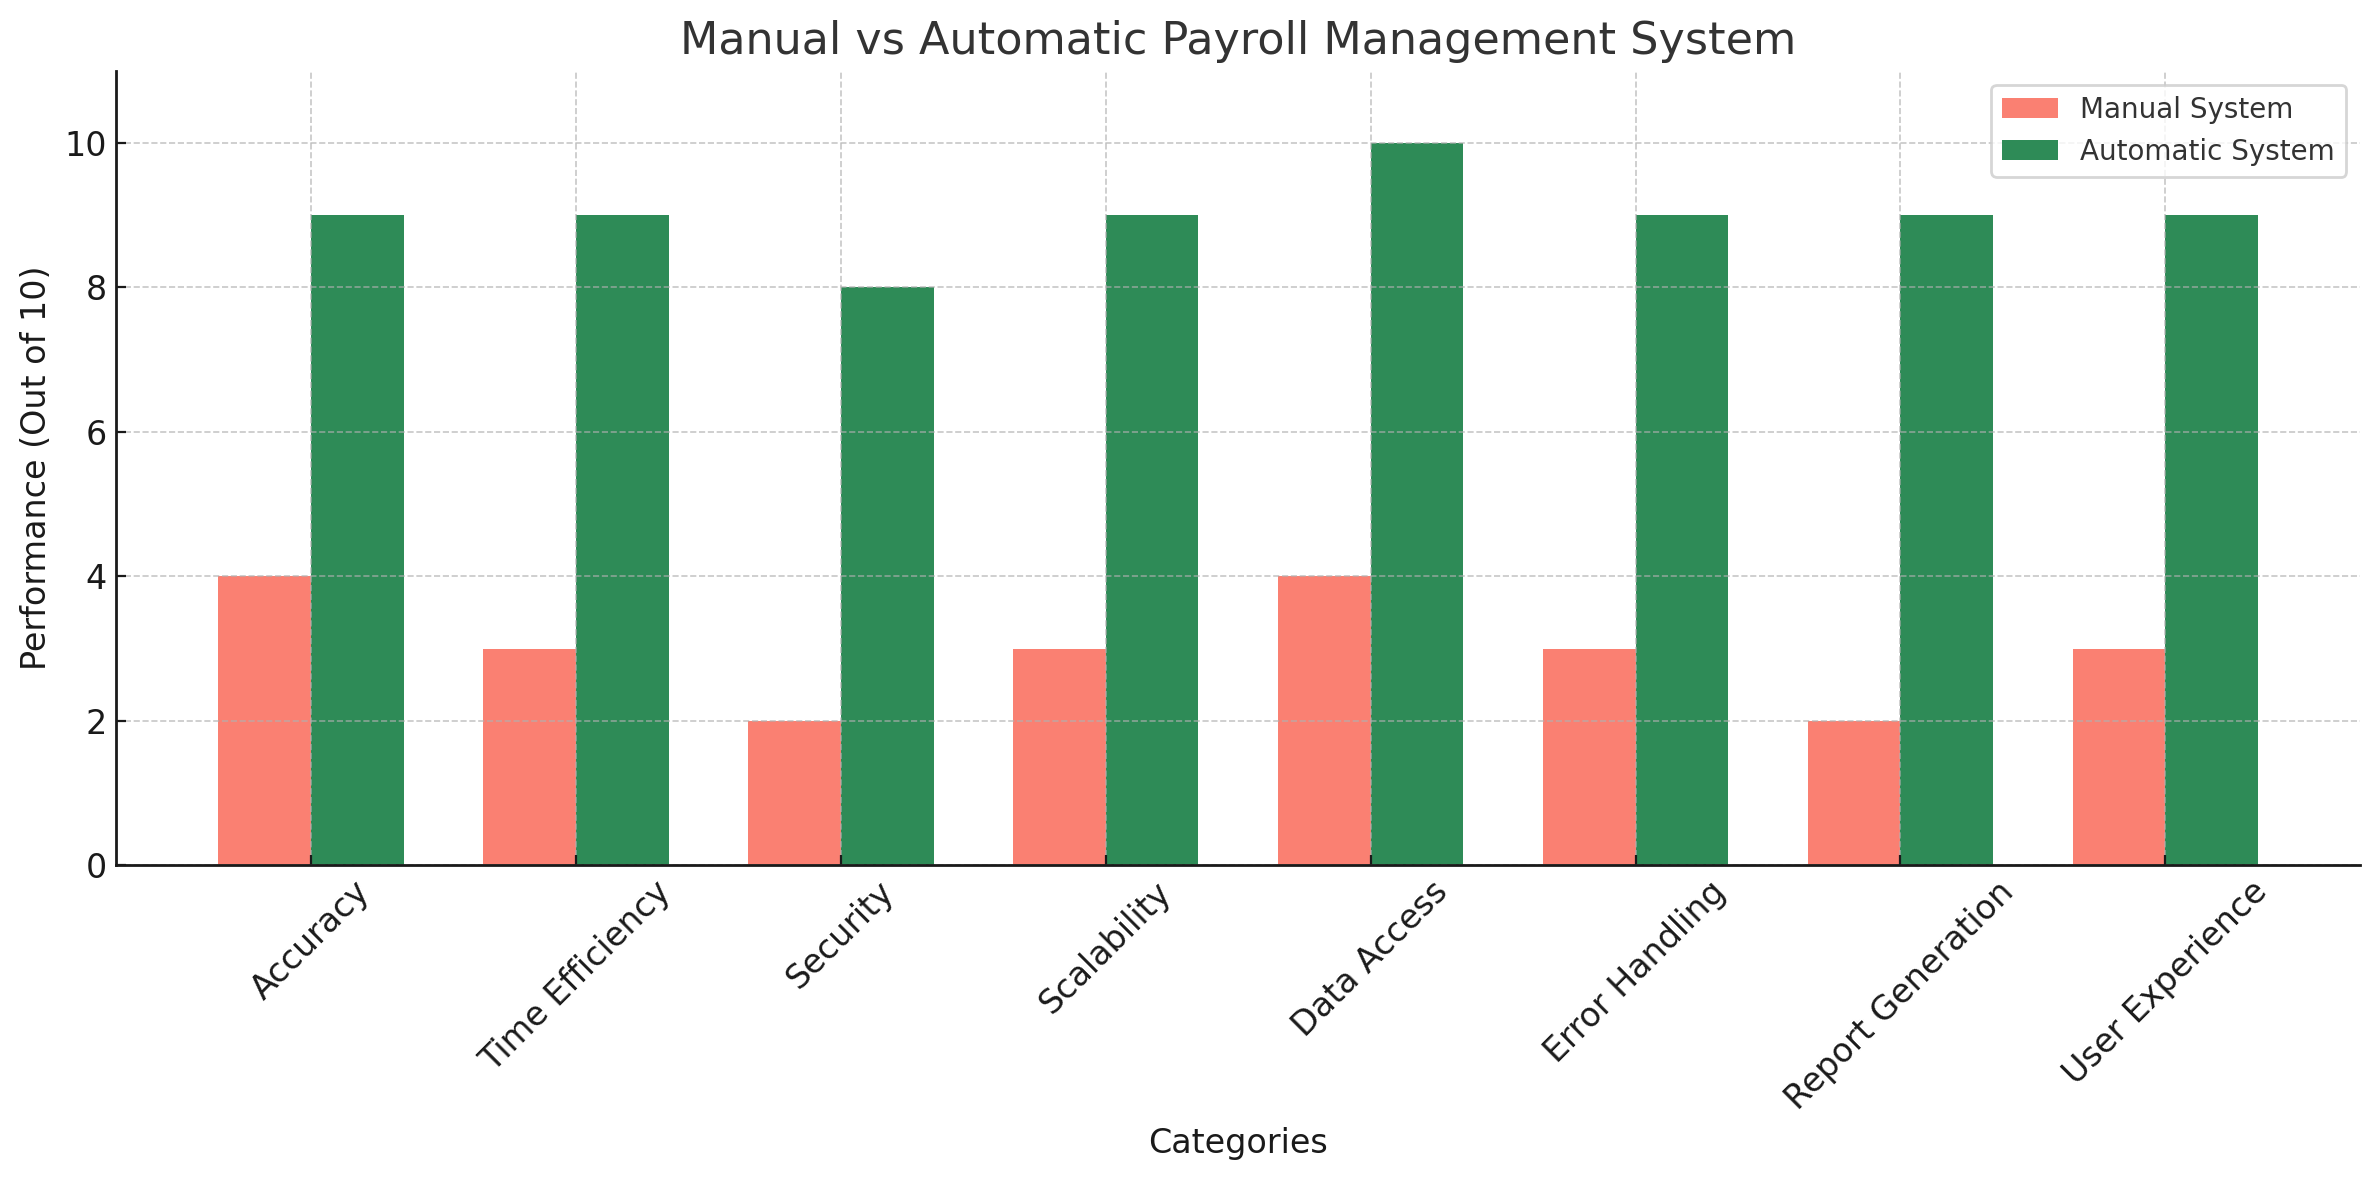 Manual vs Automatic Payroll Management System
Manual System
Automatic System
Performance (Out of 10)
10
8
6
4
2
0
Accuracy
Time Efficiency
Security
Scalability
Data Access
Error Handling
Report Generation
User Experience
Categories